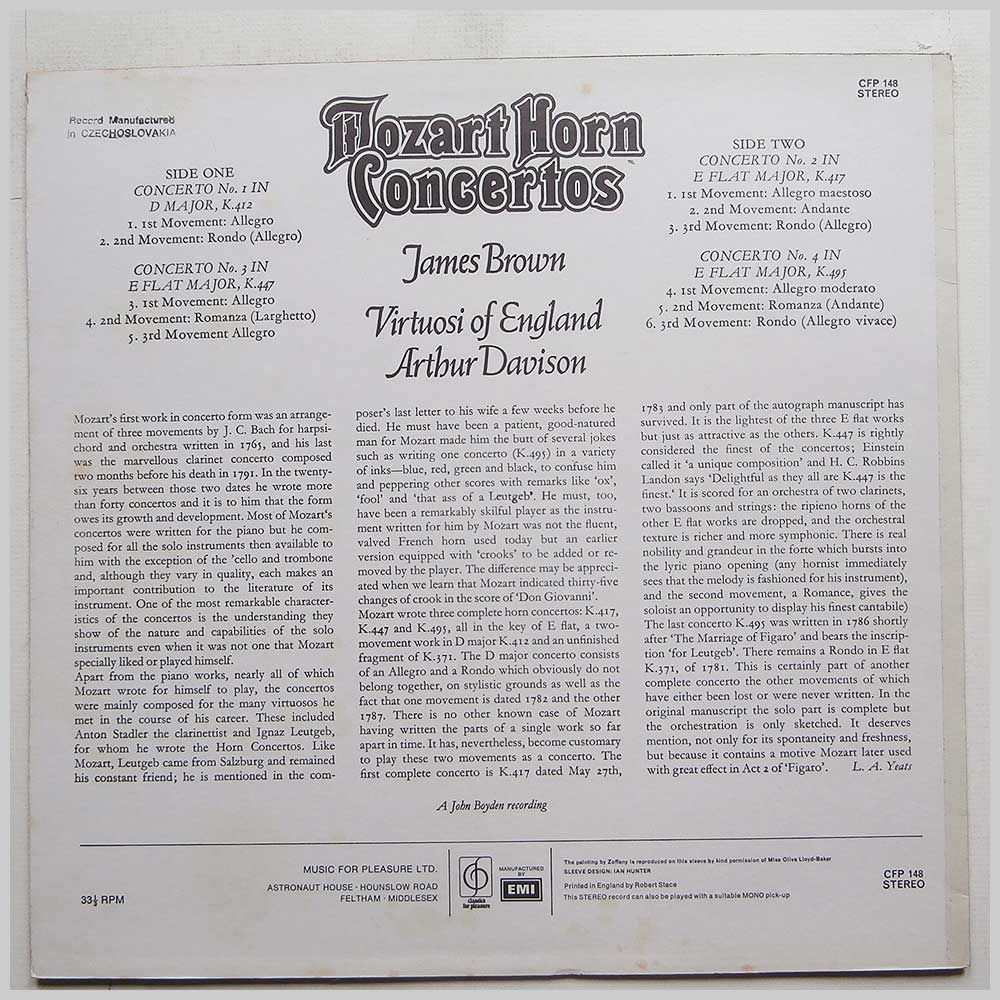 CFP 148
STEREO
Record Manufactured
in CZECHOSLOVAKIA
Mozart Horn
Concertos
James Brown
Virtuosi of England
Arthur Davison
SIDE ONE
CONCERTO No. 1 IN
D MAJOR, K.412
1. 1st Movement: Allegro
2. 2nd Movement: Rondo (Allegro)
CONCERTO No. 3 IN
E FLAT MAJOR, K.447
3. 1st Movement: Allegro
4. 2nd Movement: Romanza (Larghetto)
5. 3rd Movement Allegro
SIDE TWO
CONCERTO No. 2 IN
E FLAT MAJOR, K.417
1. 1st Movement: Allegro maestoso
2. 2nd Movement: Andante
3. 3rd Movement: Rondo (Allegro)
CONCERTO No. 4 IN
E FLAT MAJOR, K.495
4. 1st Movement: Allegro moderato
5. 2nd Movement: Romanza (Andante)
6. 3rd Movement: Rondo (Allegro vivace)
Mozart's first work in concerto form was an arrange-
ment of three movements by J. C. Bach for harpsi-
chord and orchestra written in 1765, and his last
was the marvellous clarinet concerto composed
two months before his death in 1791. In the twenty-
six years between those two dates he wrote more
than forty concertos and it is to him that the form
owes its growth and development. Most of Mozart's
concertos were written for the piano but he com-
posed for all the solo instruments then available to
him with the exception of the 'cello and trombone
and, although they vary in quality, each makes an
important contribution to the literature of its
instrument. One of the most remarkable character-
istics of the concertos is the understanding they
show of the nature and capabilities of the solo
instruments even when it was not one that Mozart
specially liked or played himself.
Apart from the piano works, nearly all of which
Mozart wrote for himself to play, the concertos
were mainly composed for the many virtuosos he
met in the course of his career. These included
Anton Stadler the clarinettist and Ignaz Leutgeb,
for whom he wrote the Horn Concertos. Like
Mozart, Leutgeb came from Salzburg and remained
his constant friend; he is mentioned in the com-
poser's last letter to his wife a few weeks before he
died. He must have been a patient, good-natured
man for Mozart made him the butt of several jokes
such as writing one concerto (K.495) in a variety
of inks—blue, red, green and black, to confuse him
and peppering other scores with remarks like 'ox',
'fool' and 'that ass of a Leutgeb'. He must, too,
have been a remarkably skilful player as the instru-
ment written for him by Mozart was not the fluent,
valved French horn used today but an earlier
version equipped with 'crooks' to be added or re-
moved by the player. The difference may be appreci-
ated when we learn that Mozart indicated thirty-five
changes of crook in the score of 'Don Giovanni'.
Mozart wrote three complete horn concertos: K.417,
K.447 and K.495, all in the key of E flat, a two-
movement work in D major K.412 and an unfinished
fragment of K.371. The D major concerto consists
of an Allegro and a Rondo which obviously do not
belong together, on stylistic grounds as well as the
fact that one movement is dated 1782 and the other
1787. There is no other known case of Mozart
having written the parts of a single work so far
apart in time. It has, nevertheless, become customary
to play these two movements as a concerto. The
first complete concerto is K.417 dated May 27th,
1783 and only part of the autograph manuscript has
survived. It is the lightest of the three E flat works
but just as attractive as the others. K.447 is rightly
considered the finest of the concertos; Einstein
called it 'a unique composition' and H. C. Robbins
Landon says 'Delightful as they all are K.447 is the
finest.' It is scored for an orchestra of two clarinets,
two bassoons and strings: the ripieno horns of the
other E flat works are dropped, and the orchestral
texture is richer and more symphonic. There is real
nobility and grandeur in the forte which bursts into
the lyric piano opening (any hornist immediately
sees that the melody is fashioned for his instrument),
and the second movement, a Romance, gives the
soloist an opportunity to display his finest cantabile)
The last concerto K.495 was written in 1786 shortly
after 'The Marriage of Figaro' and bears the inscrip-
tion 'for Leutgeb'. There remains a Rondo in E flat
K.371, of 1781. This is certainly part of another
complete concerto the other movements of which
have either been lost or were never written. In the
original manuscript the solo part is complete but
the orchestration is only sketched. It deserves
mention, not only for its spontaneity and freshness,
but because it contains a motive Mozart later used
with great effect in Act 2 of 'Figaro'. L. A. Yeats
A John Boyden recording
33⅓ RPM
MUSIC FOR PLEASURE LTD.
ASTRONAUT HOUSE · HOUNSLOW ROAD
FELTHAM · MIDDLESEX
classics
for pleasure
MANUFACTURED
BY
EMI
The painting by Zoffany is reproduced on this sleeve by kind permission of Miss Olive Lloyd-Baker
SLEEVE DESIGN: IAN HUNTER
Printed in England by Robert Stace
This STEREO record can also be played with a suitable MONO pick-up
CFP 148
STEREO